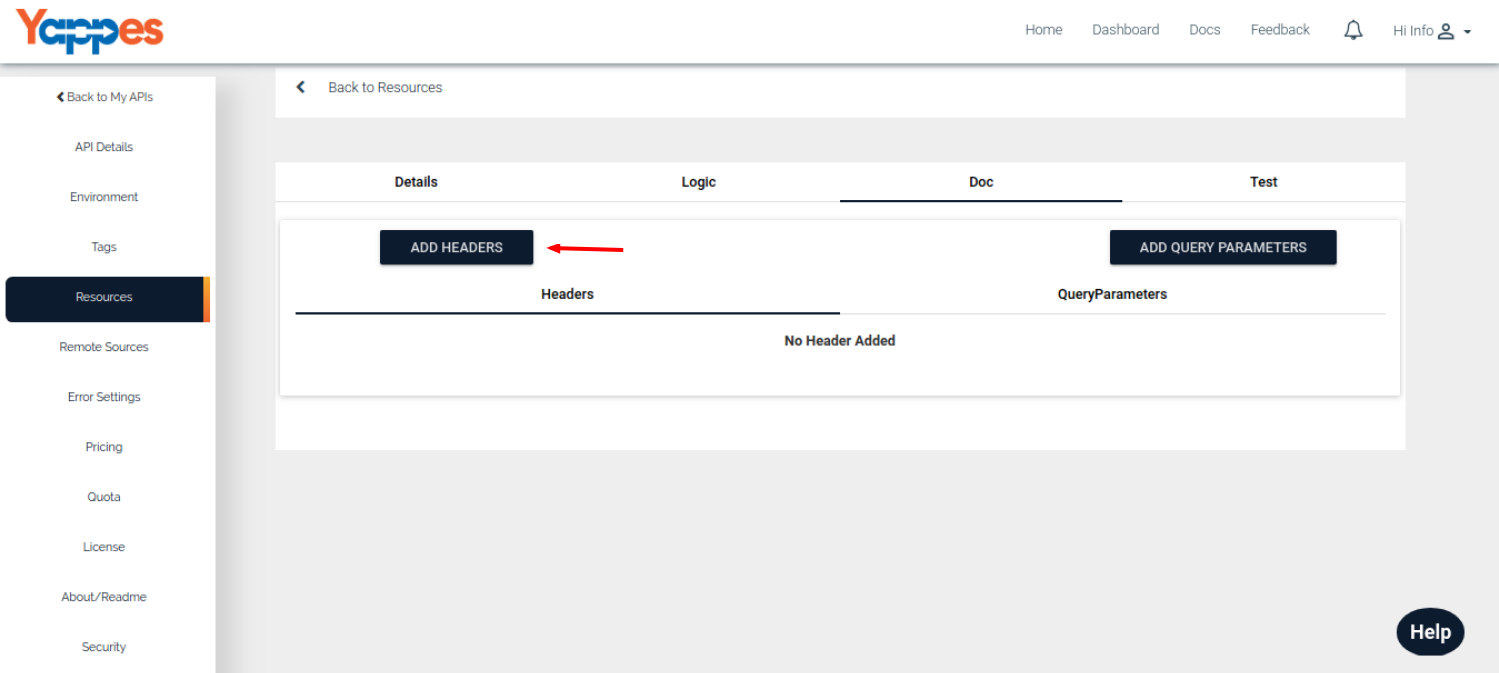 Yappes
Home Dashboard Docs Feedback Hi Info
Back to My APIs
API Details
Environment
Tags
Resources
Remote Sources
Error Settings
Pricing
Quota
License
About/Readme
Security
Back to Resources
Details Logic Doc Test
ADD HEADERS ADD QUERY PARAMETERS
Headers QueryParameters
No Header Added
Help